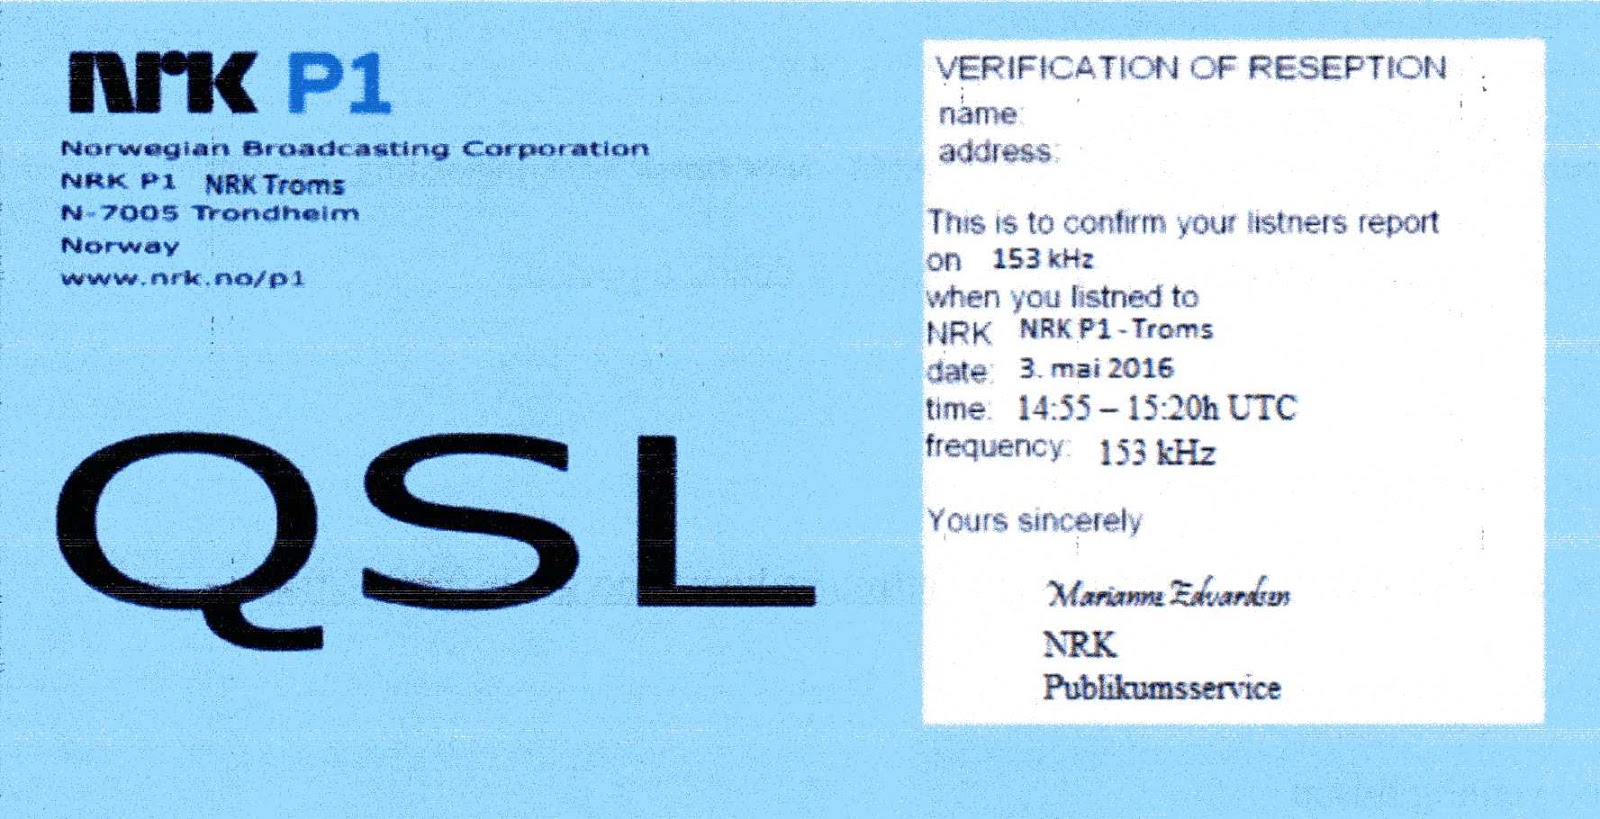 NRK P1
Norwegian Broadcasting Corporation
NRK P1 NRK Troms
N-7005 Trondheim
Norway
www.nrk.no/p1
QSL
VERIFICATION OF RESEPTION
name:
address:
This is to confirm your listners report
on 153 kHz
when you listned to
NRK NRK P1 - Troms
date: 3. mai 2016
time: 14:55 – 15:20h UTC
frequency: 153 kHz
Yours sincerely
Marianne Edvardsen
NRK
Publikumsservice